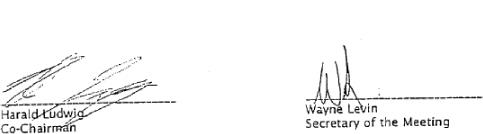 Harald Ludwig
Co-Chairman
Wayne Levin
Secretary of the Meeting